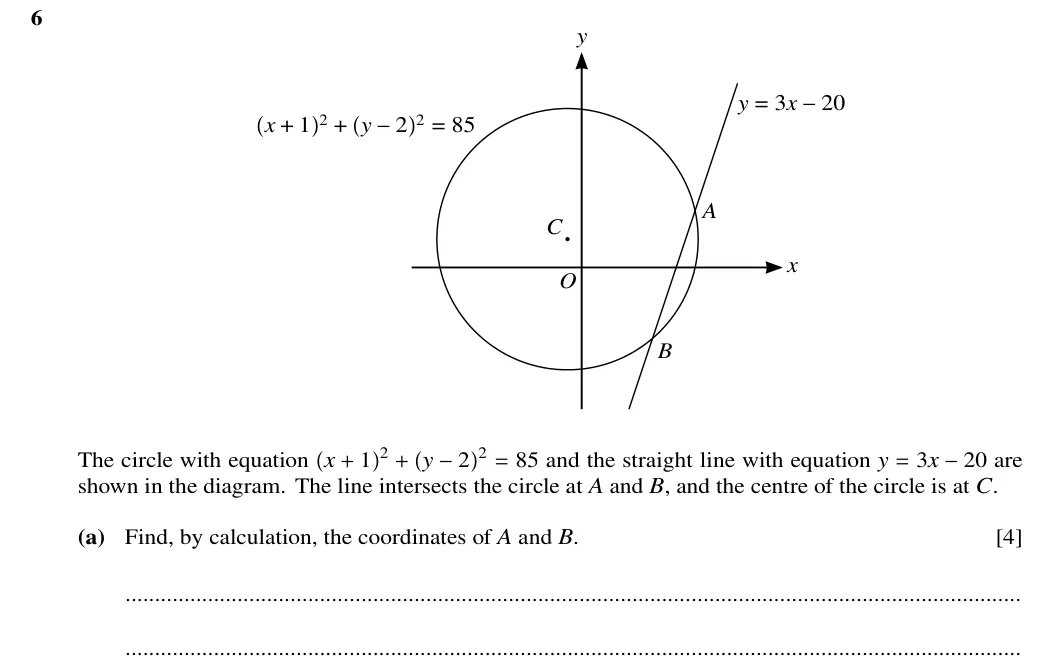 6
y
y = 3x – 20
(x + 1)² + (y – 2)² = 85
A
C
x
O
B
The circle with equation (x + 1)² + (y – 2)² = 85 and the straight line with equation y = 3x – 20 are
shown in the diagram. The line intersects the circle at A and B, and the centre of the circle is at C.
(a) Find, by calculation, the coordinates of A and B. [4]